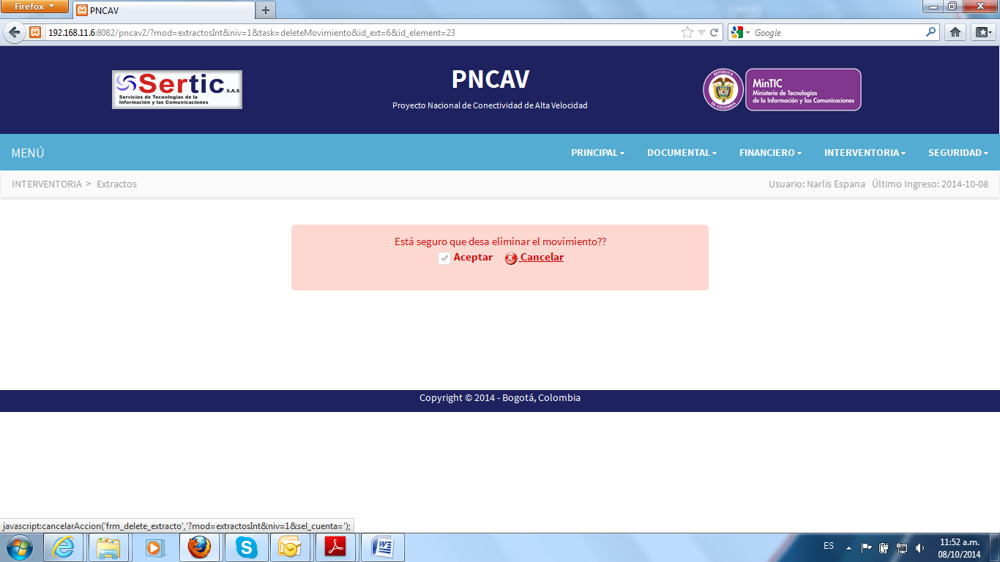 Firefox
PNCAV
192.168.11.6:8082/pncav2/?mod=extractosInt&niv=1&task=deleteMovimiento&id_ext=6&id_element=23
Google
Sertic S.A.S
Servicios de Tecnologías de la
Información y las Comunicaciones
PNCAV
Proyecto Nacional de Conectividad de Alta Velocidad
REPÚBLICA
DE COLOMBIA
MinTIC
Ministerio de Tecnologías
de la Información y las Comunicaciones
MENÚ
PRINCIPAL
DOCUMENTAL
FINANCIERO
INTERVENTORIA
SEGURIDAD
INTERVENTORIA > Extractos
Usuario: Narlis Espana Último Ingreso: 2014-10-08
Está seguro que desa eliminar el movimiento??
Aceptar Cancelar
Copyright © 2014 - Bogotá, Colombia
javascript:cancelarAccion('frm_delete_extracto','?mod=extractosInt&niv=1&sel_cuenta=');
ES
11:52 a.m.
08/10/2014